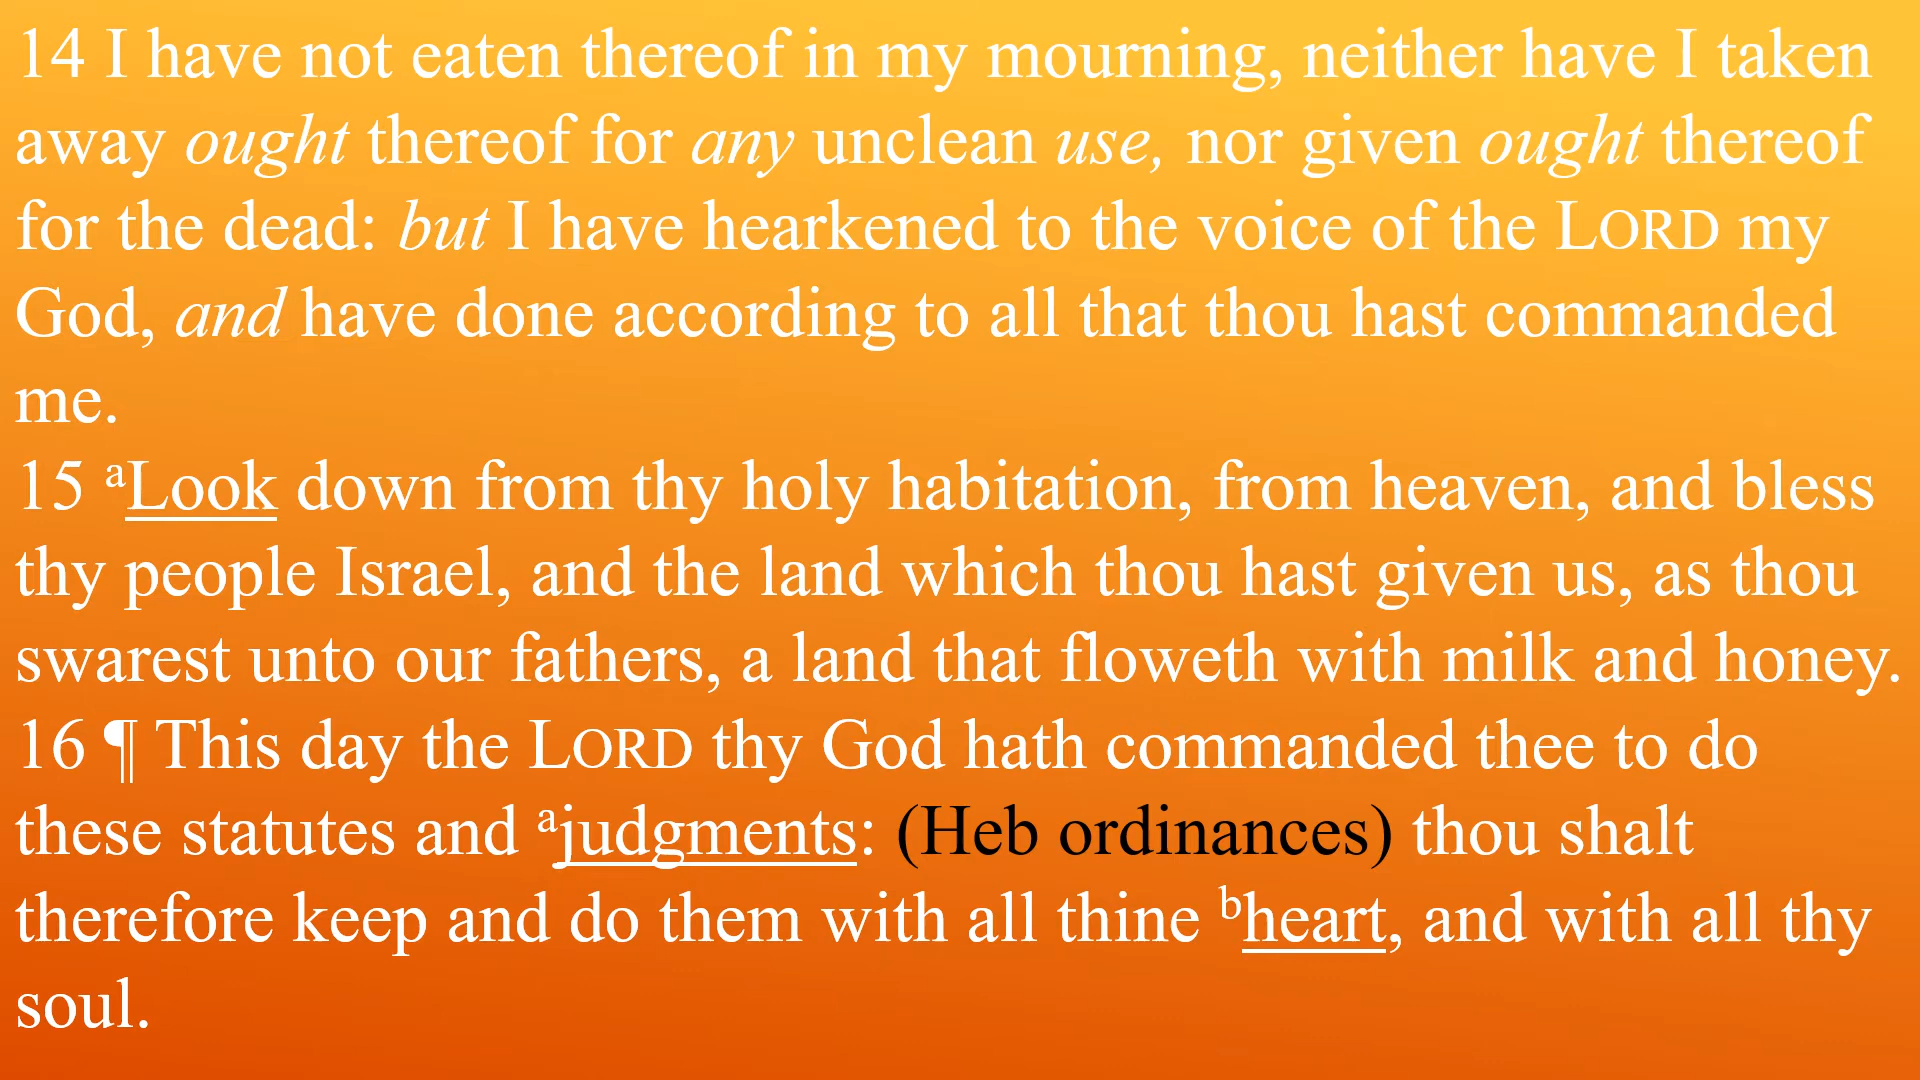 14 I have not eaten thereof in my mourning, neither have I taken
away ought thereof for any unclean use, nor given ought thereof
for the dead: but I have hearkened to the voice of the LORD my
God, and have done according to all that thou hast commanded
me.
15 aLook down from thy holy habitation, from heaven, and bless
thy people Israel, and the land which thou hast given us, as thou
swarest unto our fathers, a land that floweth with milk and honey.
16 ¶ This day the LORD thy God hath commanded thee to do
these statutes and ajudgments: (Heb ordinances) thou shalt
therefore keep and do them with all thine bheart, and with all thy
soul.